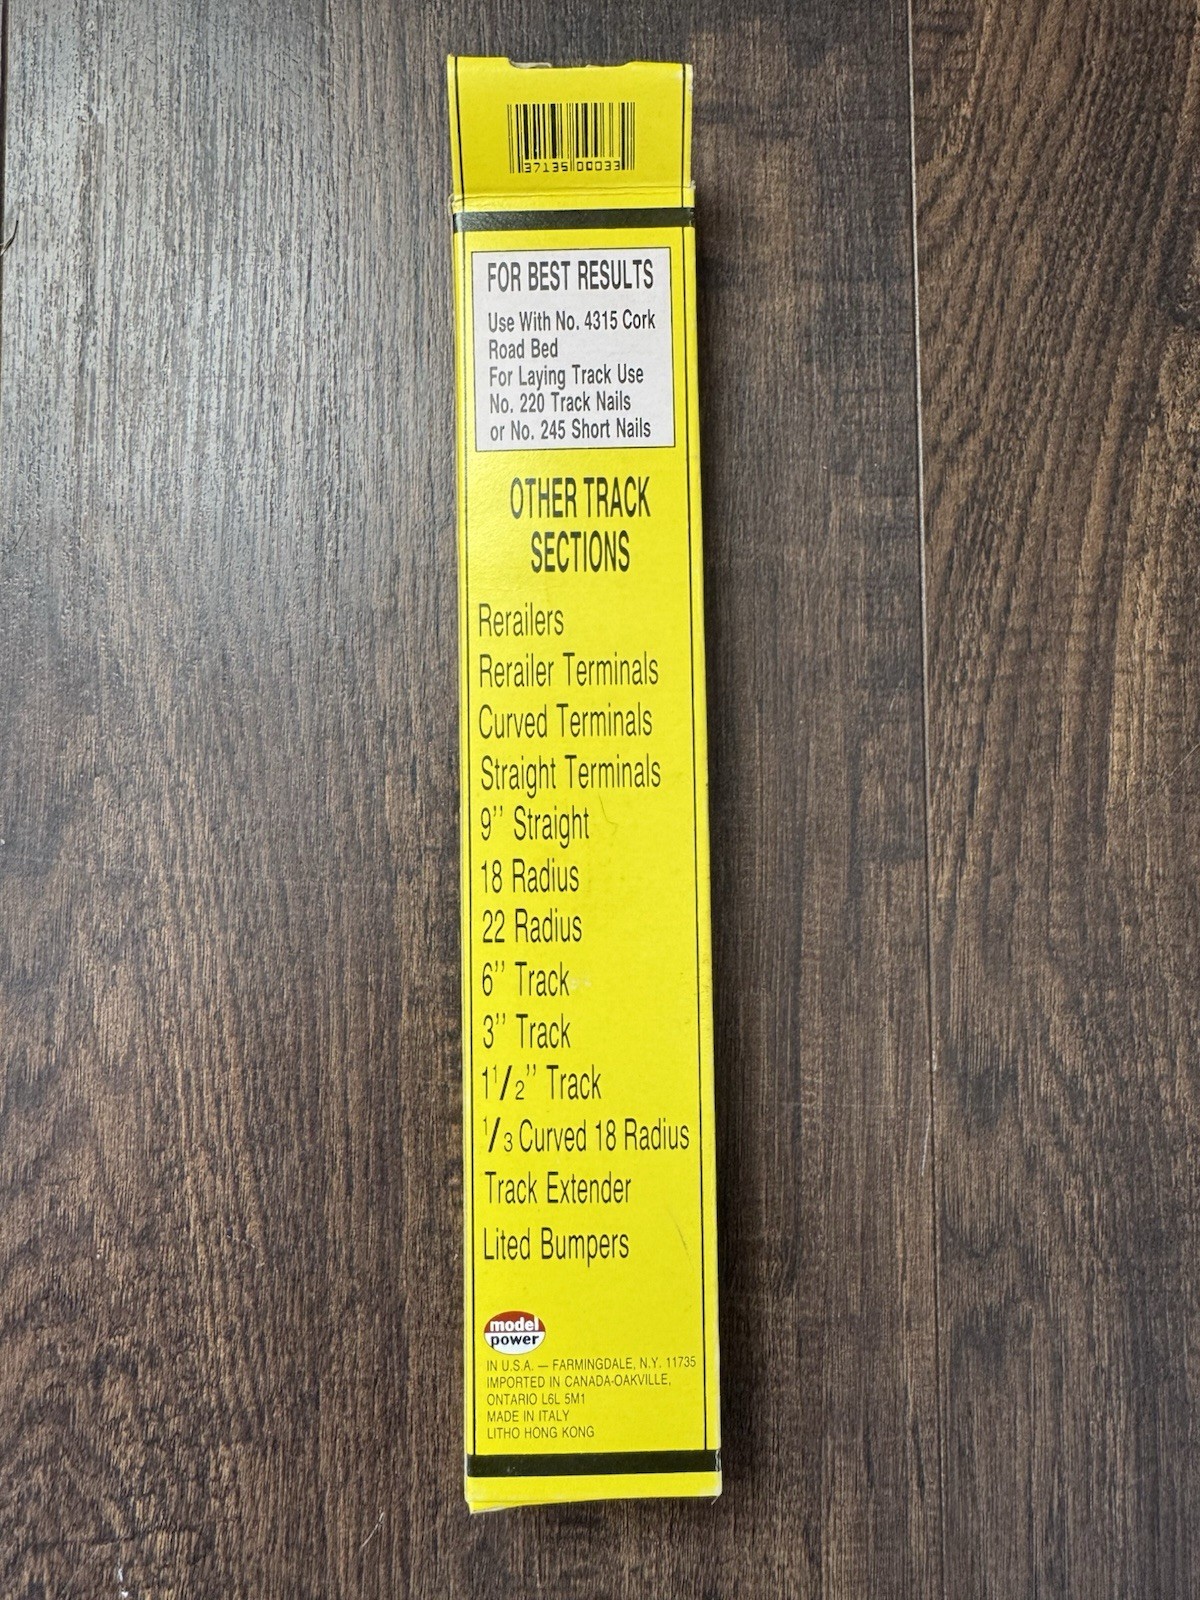 37135 00033
FOR BEST RESULTS
Use With No. 4315 Cork
Road Bed
For Laying Track Use
No. 220 Track Nails
or No. 245 Short Nails
OTHER TRACK
SECTIONS
Rerailers
Rerailer Terminals
Curved Terminals
Straight Terminals
9’’ Straight
18 Radius
22 Radius
6’’ Track
3’’ Track
1 1/2’’ Track
1/3 Curved 18 Radius
Track Extender
Lited Bumpers
model
power
IN U.S.A. — FARMINGDALE, N.Y. 11735
IMPORTED IN CANADA-OAKVILLE,
ONTARIO L6L 5M1
MADE IN ITALY
LITHO HONG KONG